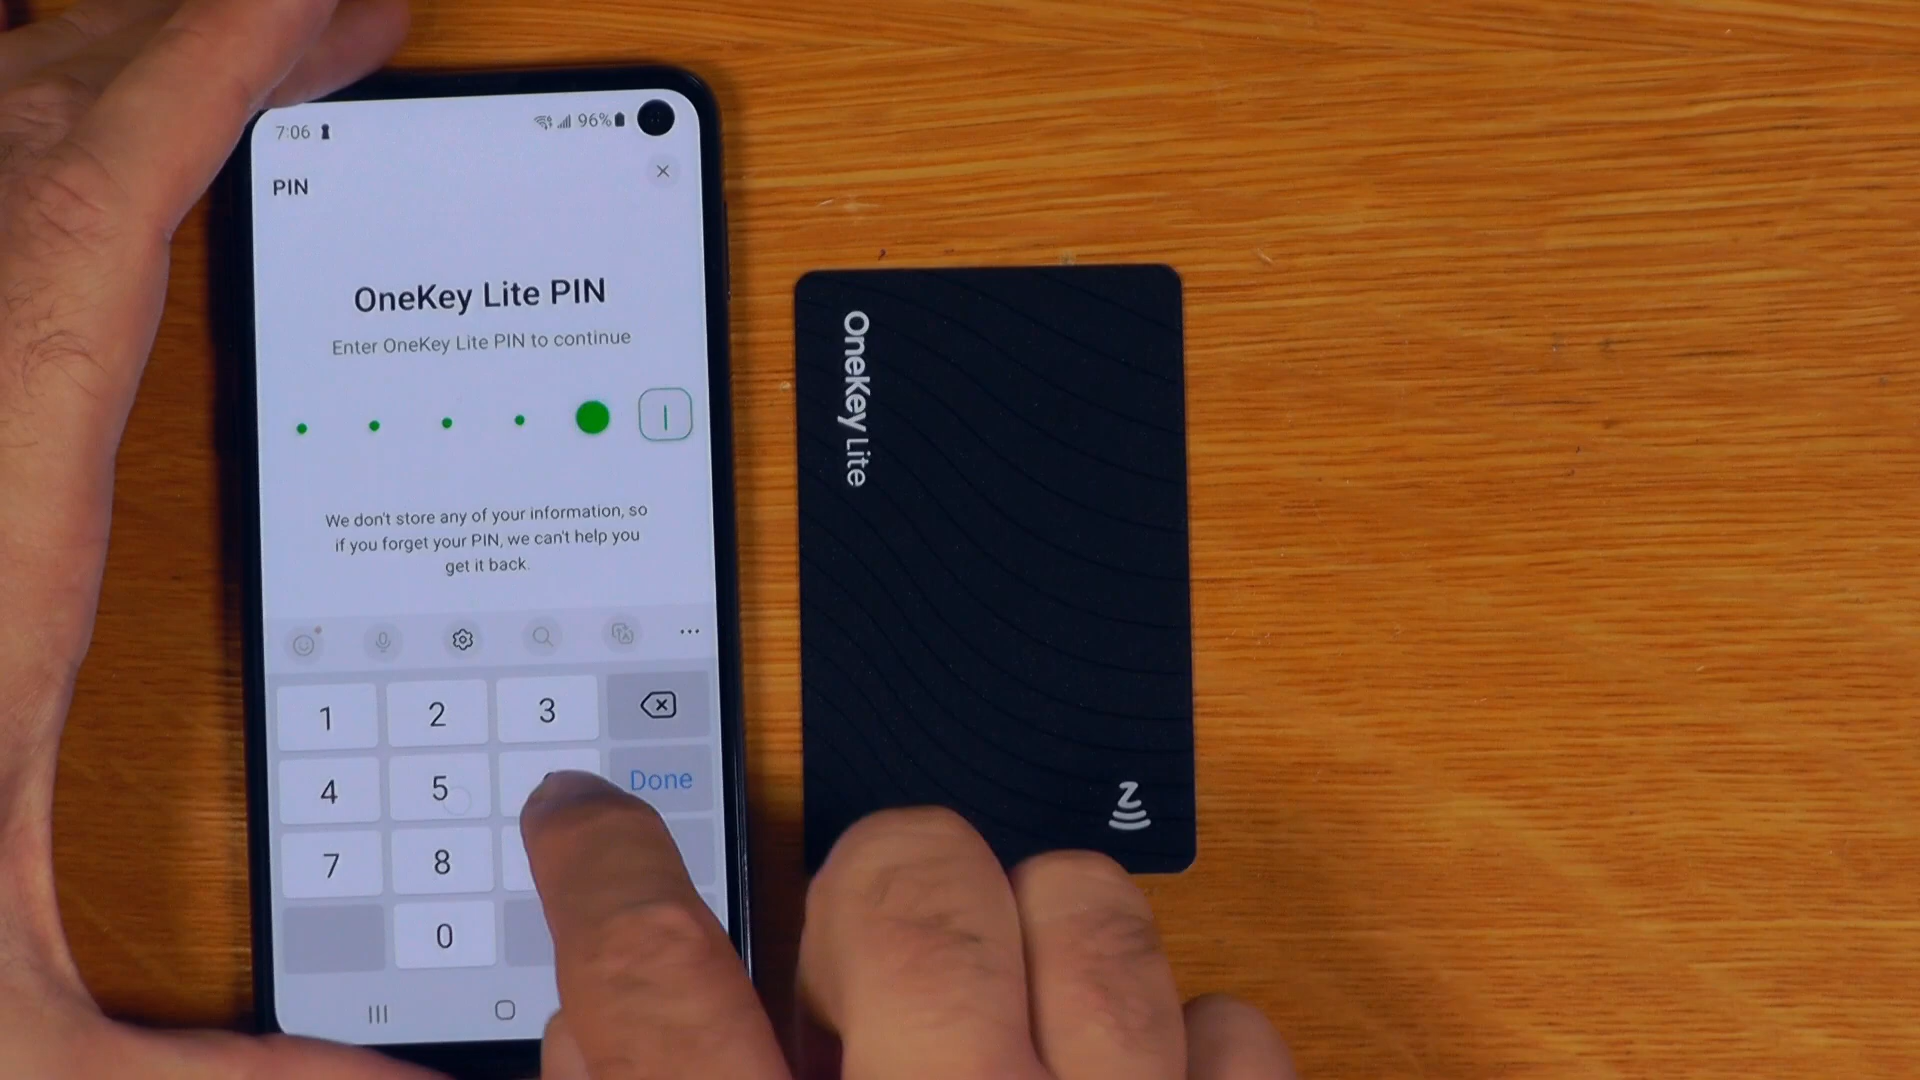 7:06
96%
PIN
OneKey Lite PIN
Enter OneKey Lite PIN to continue
We don't store any of your information, so
if you forget your PIN, we can't help you
get it back.
1 2 3
4 5 Done
7 8
0
OneKey Lite